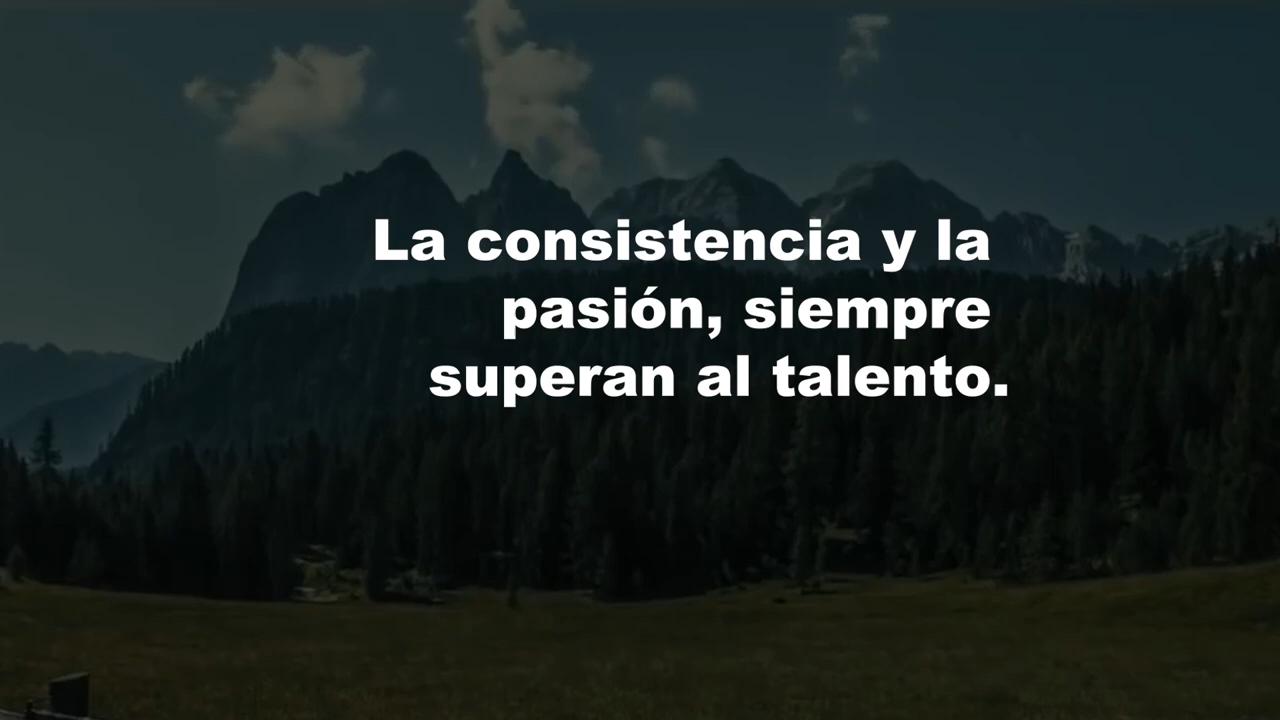 La consistencia y la
pasión, siempre
superan al talento.